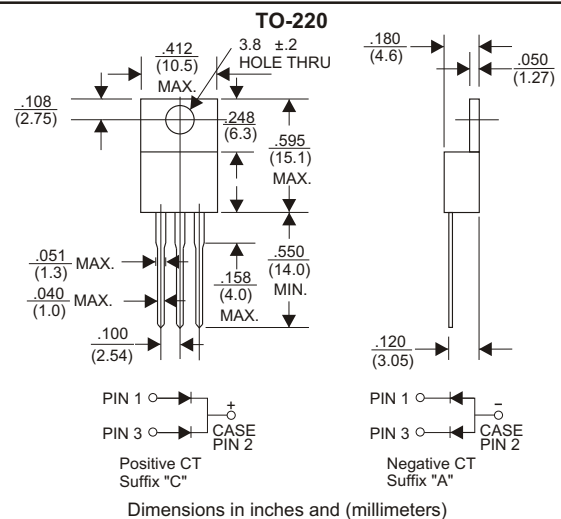 TO-220
.412
(10.5)
MAX.
3.8 ±.2
HOLE THRU
.180
(4.6)
.050
(1.27)
.108
(2.75)
.248
(6.3)
.595
(15.1)
MAX.
.051
(1.3) MAX.
.040
(1.0) MAX.
.158
(4.0)
MAX.
.550
(14.0)
MIN.
.100
(2.54)
.120
(3.05)
PIN 1
+
PIN 3
CASE
PIN 2
Positive CT
Suffix "C"
PIN 1
−
PIN 3
CASE
PIN 2
Negative CT
Suffix "A"
Dimensions in inches and (millimeters)